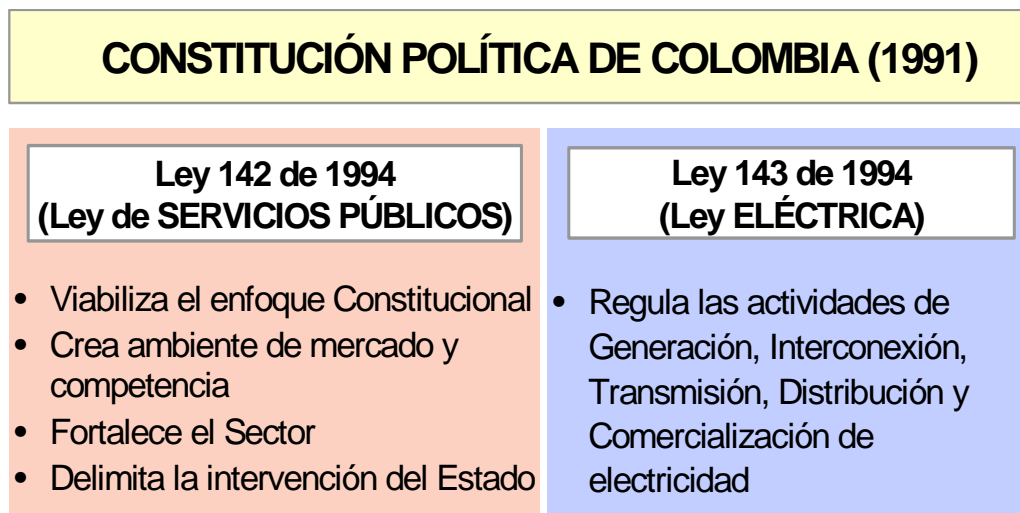 CONSTITUCIÓN POLÍTICA DE COLOMBIA (1991)
Ley 142 de 1994
(Ley de SERVICIOS PÚBLICOS)
• Viabiliza el enfoque Constitucional
• Crea ambiente de mercado y
competencia
• Fortalece el Sector
• Delimita la intervención del Estado
Ley 143 de 1994
(Ley ELÉCTRICA)
• Regula las actividades de
Generación, Interconexión,
Transmisión, Distribución y
Comercialización de
electricidad